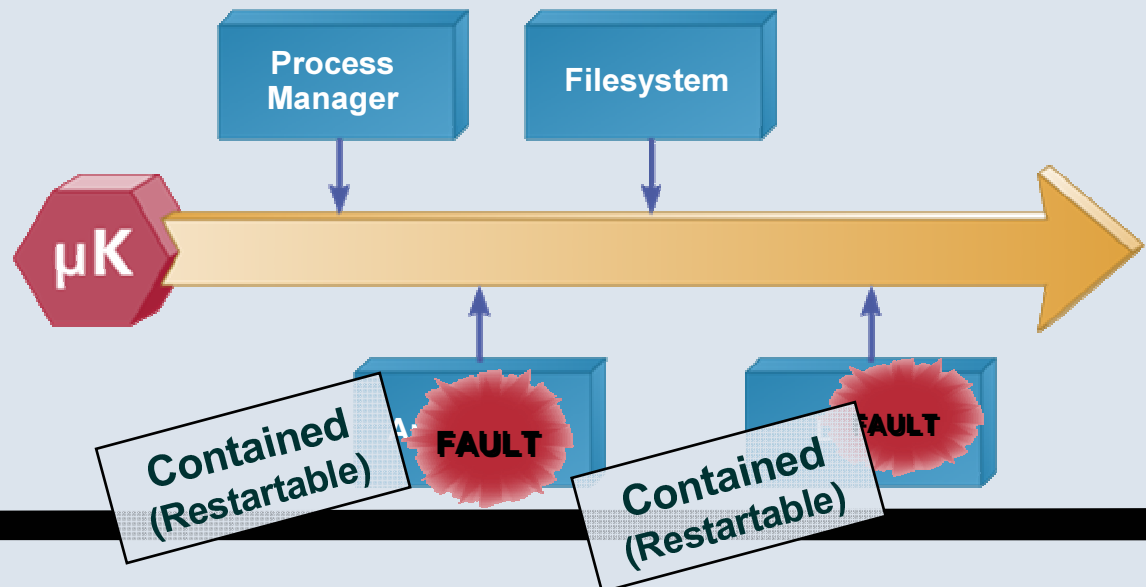 Process
Manager
Filesystem
µK
FAULT
Contained
(Restartable)
FAULT
Contained
(Restartable)